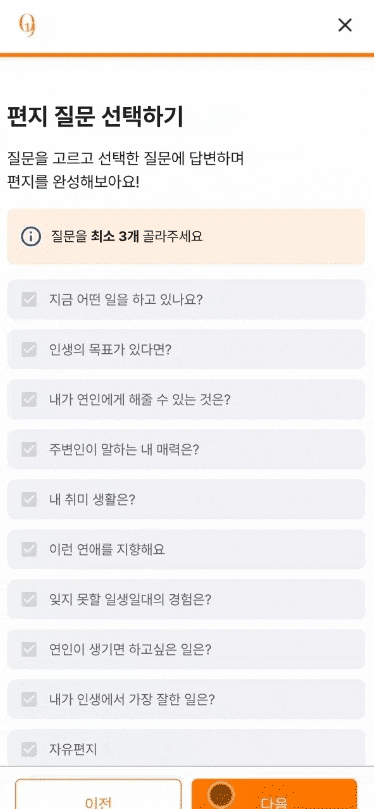 편지 질문 선택하기
질문을 고르고 선택한 질문에 답변하며
편지를 완성해보아요!
질문을 최소 3개 골라주세요
지금 어떤 일을 하고 있나요?
인생의 목표가 있다면?
내가 연인에게 해줄 수 있는 것은?
주변인이 말하는 내 매력은?
내 취미 생활은?
이런 연애를 지향해요
잊지 못할 일생일대의 경험은?
연인이 생기면 하고싶은 일은?
내가 인생에서 가장 잘한 일은?
자유편지
이전 다음